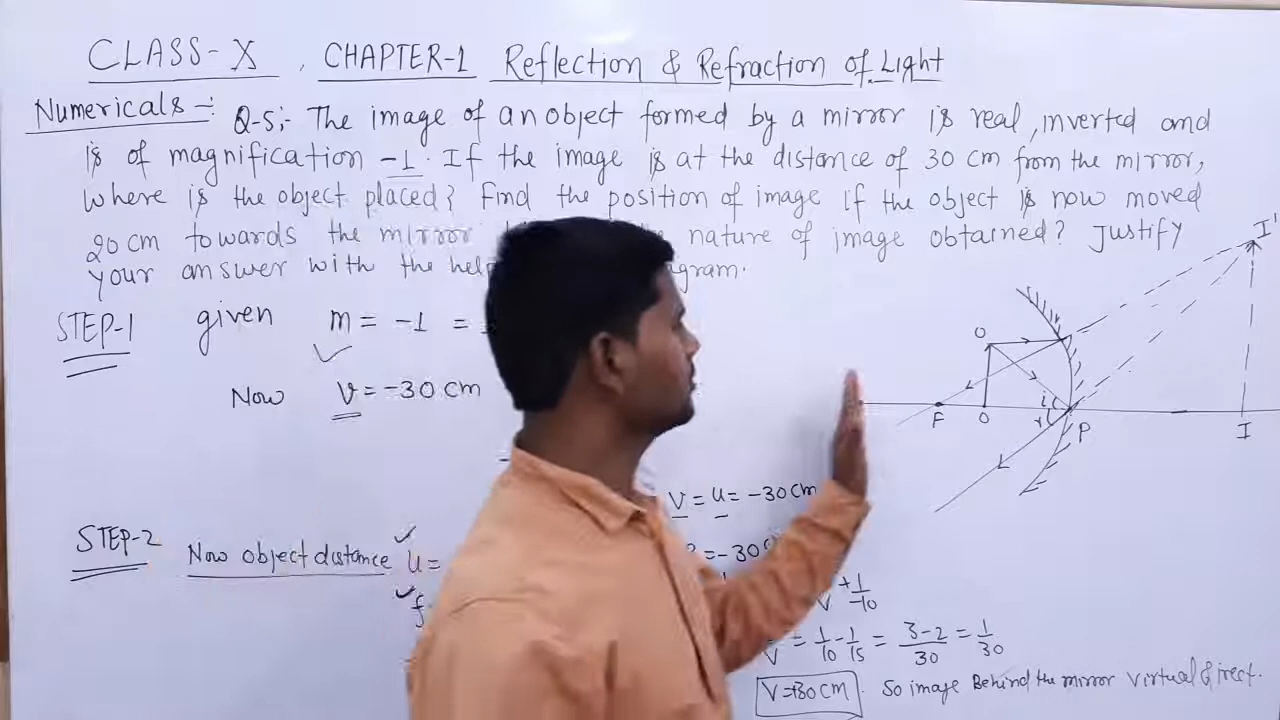 CLASS-X , CHAPTER-1 Reflection & Refraction of Light
Numericals :- Q-5:- The image of an object formed by a mirror is real, inverted and
is of magnification -1. If the image is at the distance of 30 cm from the mirror,
where is the object placed? Find the position of image if the object is now moved
20 cm towards the mirror nature of image obtained? Justify
your answer with the help gram.
STEP-1 given m = -1 =
Now v = -30 cm
V = u = -30 cm
= -30
STEP-2 Now object distance u =
f
V + 1/-10
V = 1/10 - 1/15 = 3-2/30 = 1/30
V = +30 cm . So image Behind the mirror virtual & irect.
I'
O
F
O
i
r
P
I